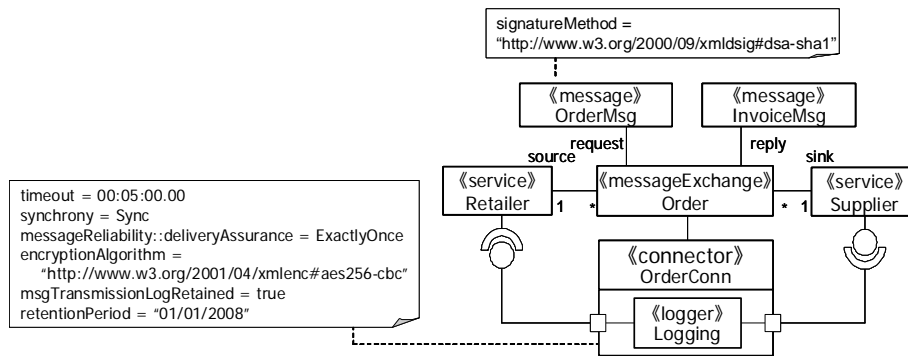 signatureMethod =
“http://www.w3.org/2000/09/xmldsig#dsa-sha1”
《message》
OrderMsg
《message》
InvoiceMsg
request
reply
source
sink
《service》
Retailer
1
*
《messageExchange》
Order
*
1
《service》
Supplier
timeout = 00:05:00.00
synchrony = Sync
messageReliability::deliveryAssurance = ExactlyOnce
encryptionAlgorithm =
“http://www.w3.org/2001/04/xmlenc#aes256-cbc”
msgTransmissionLogRetained = true
retentionPeriod = “01/01/2008”
《connector》
OrderConn
《logger》
Logging